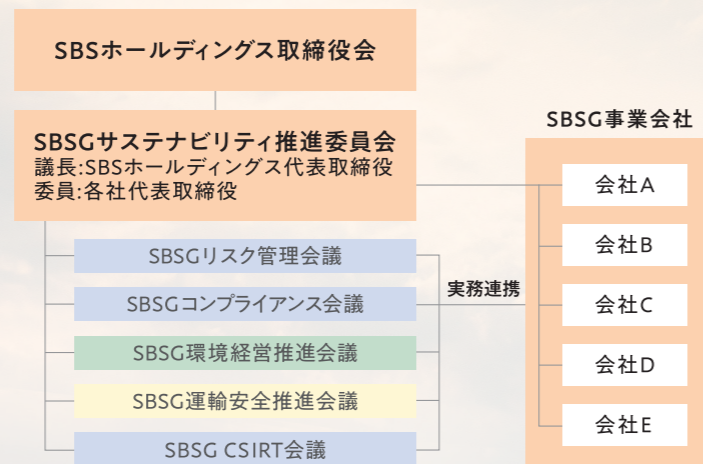 SBSホールディングス取締役会
SBSGサステナビリティ推進委員会
議長:SBSホールディングス代表取締役
委員:各社代表取締役
SBSGリスク管理会議
SBSGコンプライアンス会議
SBSG環境経営推進会議
SBSG運輸安全推進会議
SBSG CSIRT会議
実務連携
SBSG事業会社
会社A
会社B
会社C
会社D
会社E